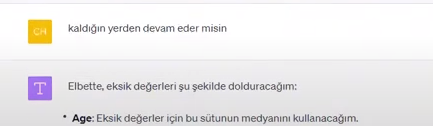 CH
kaldığın yerden devam eder misin
T
Elbette, eksik değerleri şu şekilde dolduracağım:
• Age: Eksik değerler için bu sütunun medyanını kullanacağım.